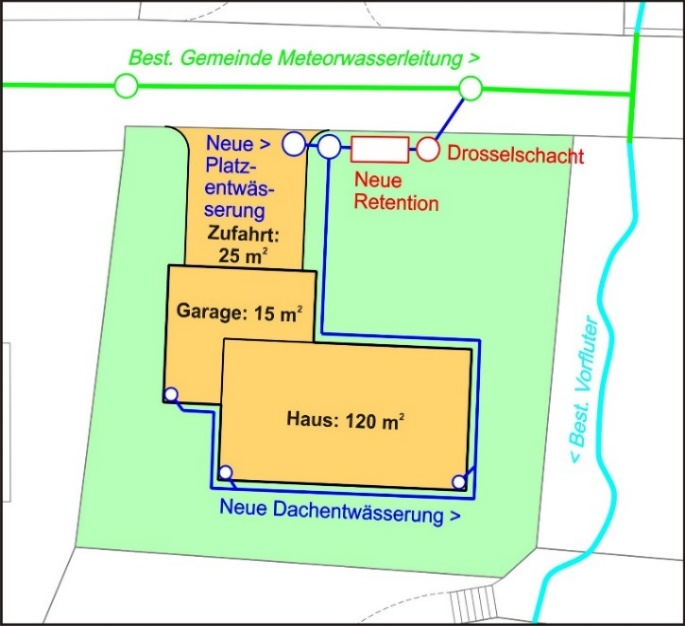 Best. Gemeinde Meteorwasserleitung >
Neue >
Platz-
entwäs-
serung
Drosselschacht
Neue
Retention
Zufahrt:
25 m²
Garage: 15 m²
Haus: 120 m²
< Best. Vorfluter
Neue Dachentwässerung >